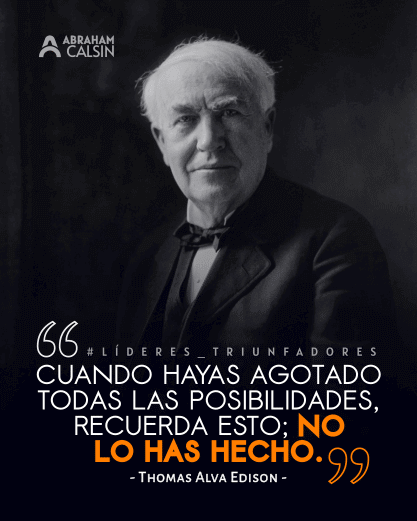 ABRAHAM
CALSIN
#LÍDERES_TRIUNFADORES
CUANDO HAYAS AGOTADO
TODAS LAS POSIBILIDADES,
RECUERDA ESTO; NO
LO HAS HECHO.
- THOMAS ALVA EDISON -